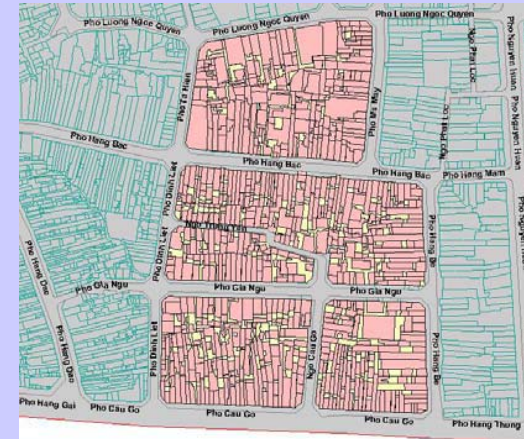 Pho Luong Ngoc Quyen
Pho Luong Ngoc Quyen
Pho Luong Ngoc Quyen
Pho Nguyen Huan
Pho Ta Hien
Pho Ma May
Pho Nguyen Huan
Pho Hang Bac
Pho Hang Bac
Pho Hang Bac
Pho Hang Mam
Pho Dinh Liet
Pho Dinh Liet
Pho Hang Be
Pho Hang Dao
Pho Gia Ngu
Pho Gia Ngu
Pho Gia Ngu
Pho Dinh Liet
Ngo Cau Go
Pho Hang Be
Pho Hang Dao
Pho Hang Gai
Pho Cau Go
Pho Cau Go
Pho Cau Go
Pho Hang Thung